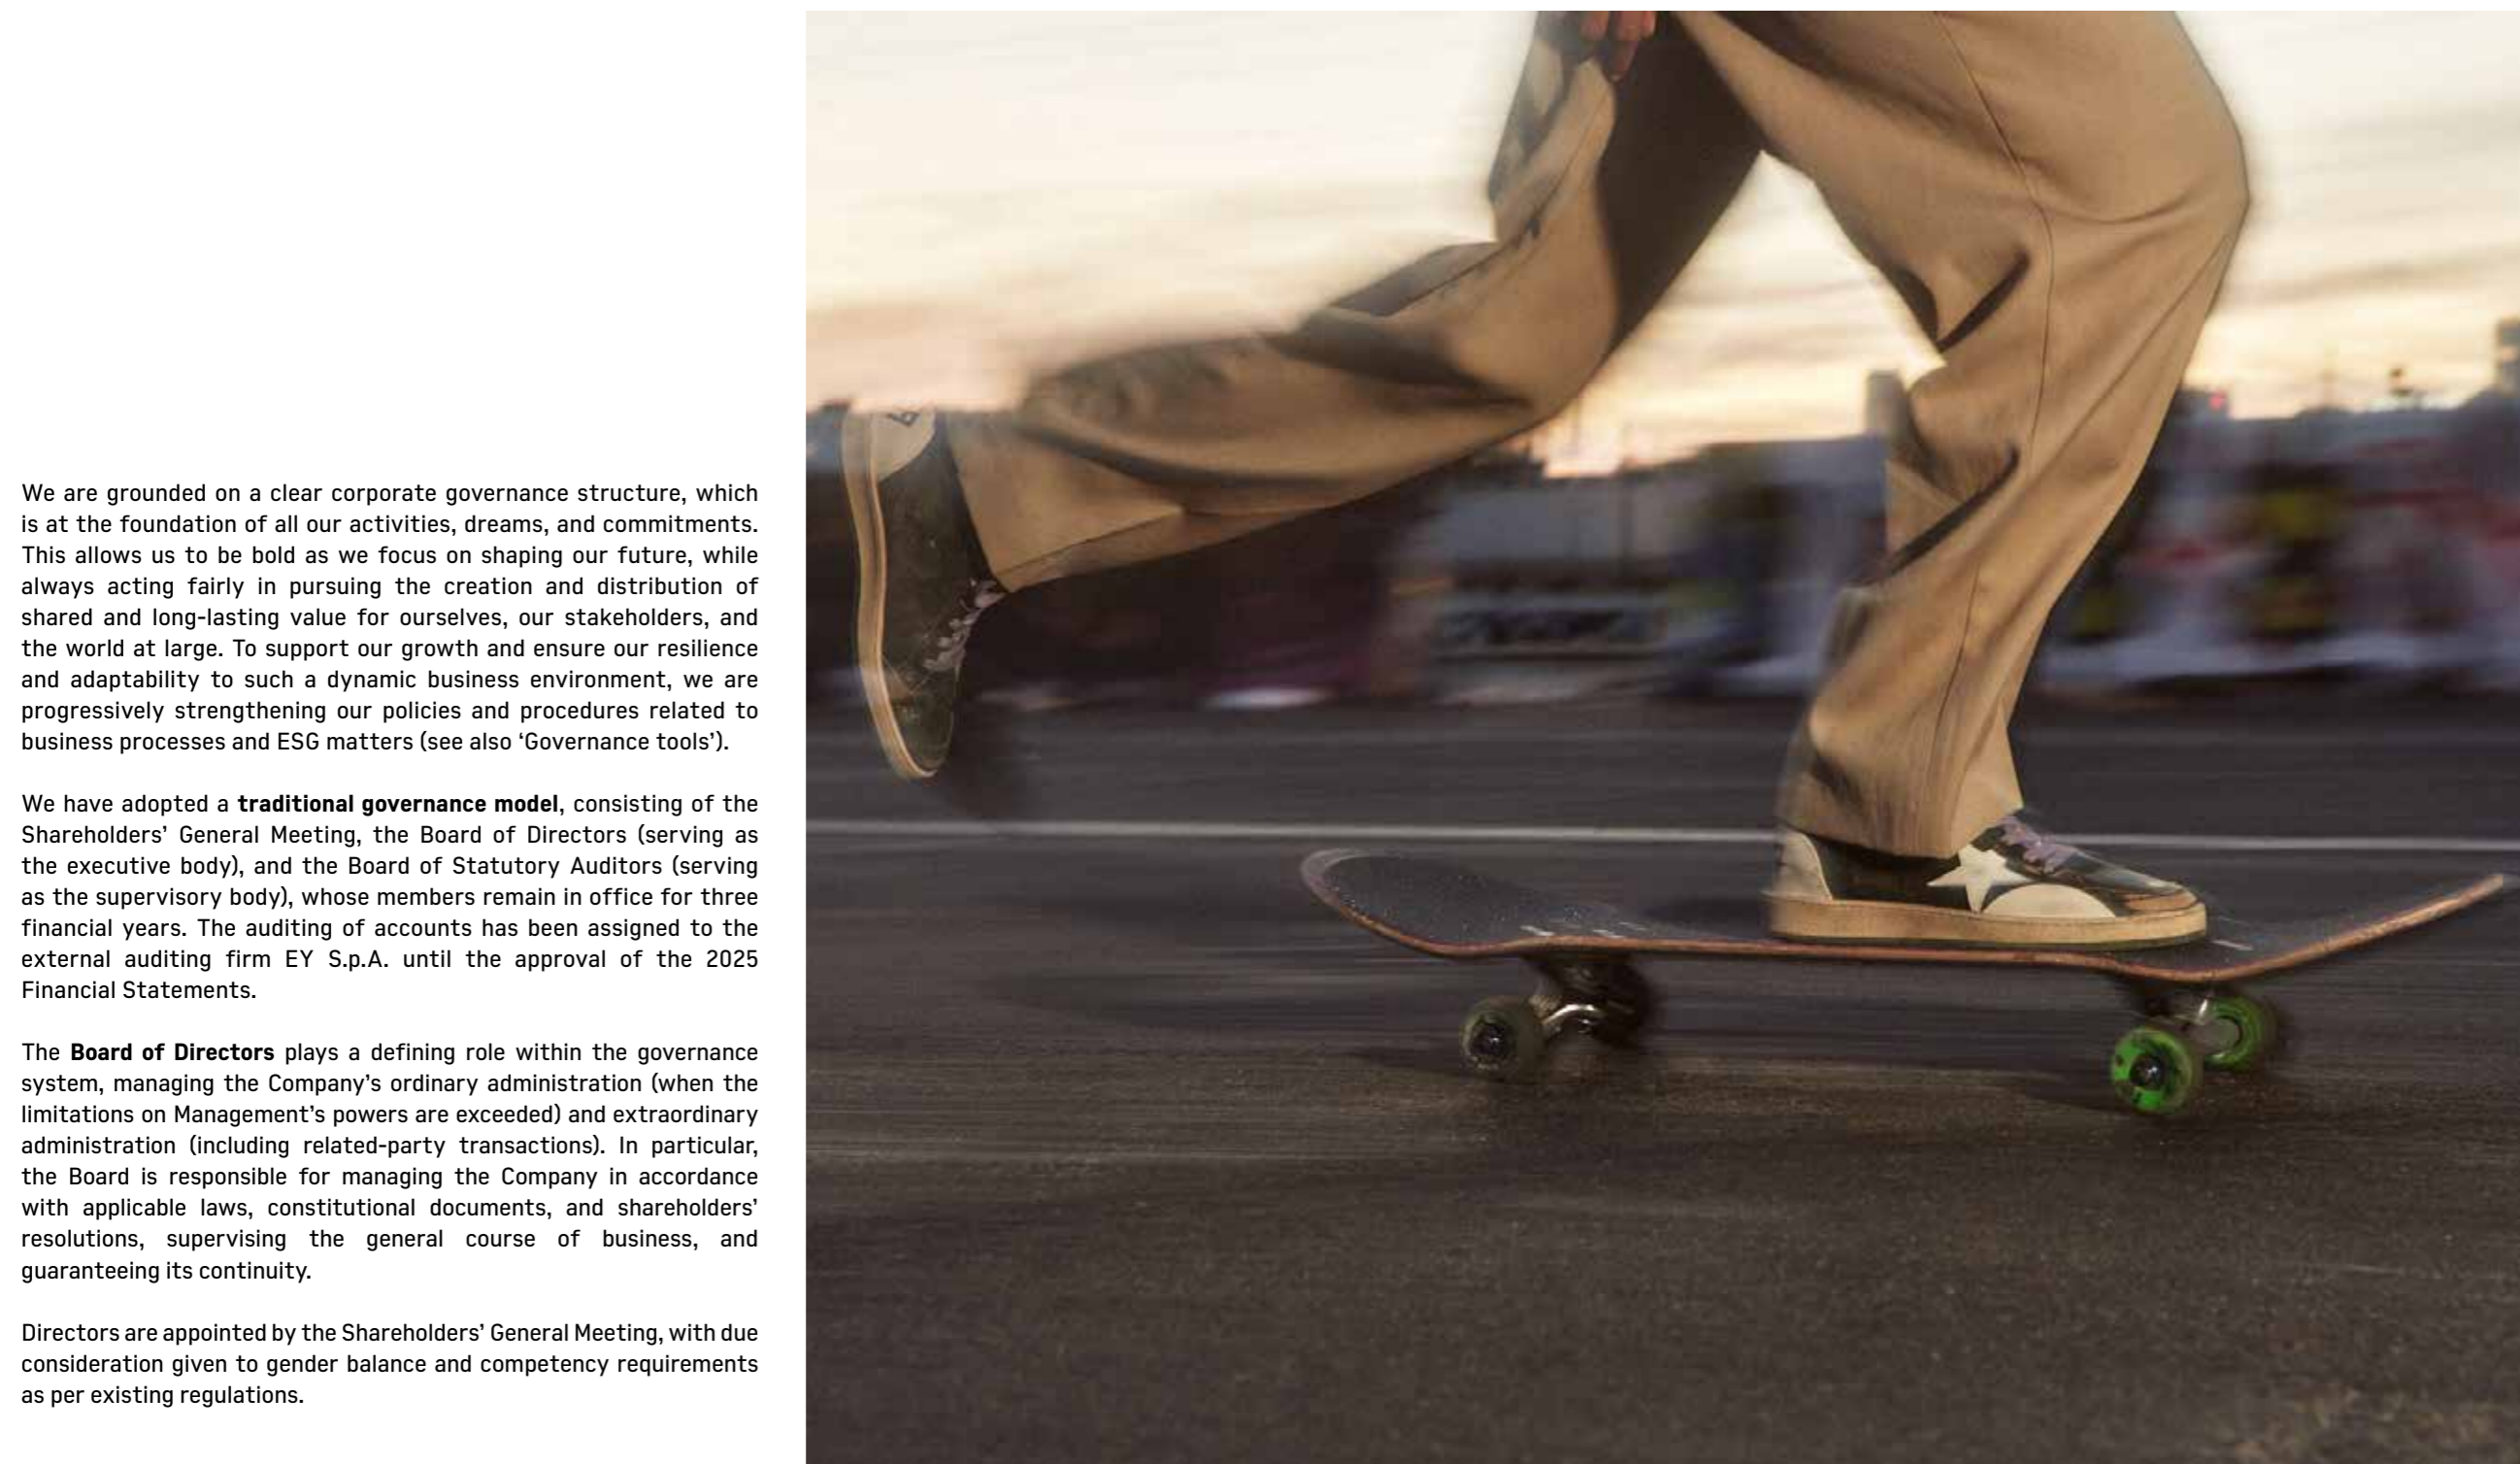 We are grounded on a clear corporate governance structure, which
is at the foundation of all our activities, dreams, and commitments.
This allows us to be bold as we focus on shaping our future, while
always acting fairly in pursuing the creation and distribution of
shared and long-lasting value for ourselves, our stakeholders, and
the world at large. To support our growth and ensure our resilience
and adaptability to such a dynamic business environment, we are
progressively strengthening our policies and procedures related to
business processes and ESG matters (see also ‘Governance tools’).
We have adopted a traditional governance model, consisting of the
Shareholders’ General Meeting, the Board of Directors (serving as
the executive body), and the Board of Statutory Auditors (serving
as the supervisory body), whose members remain in office for three
financial years. The auditing of accounts has been assigned to the
external auditing firm EY S.p.A. until the approval of the 2025
Financial Statements.
The Board of Directors plays a defining role within the governance
system, managing the Company’s ordinary administration (when the
limitations on Management’s powers are exceeded) and extraordinary
administration (including related-party transactions). In particular,
the Board is responsible for managing the Company in accordance
with applicable laws, constitutional documents, and shareholders’
resolutions, supervising the general course of business, and
guaranteeing its continuity.
Directors are appointed by the Shareholders’ General Meeting, with due
consideration given to gender balance and competency requirements
as per existing regulations.